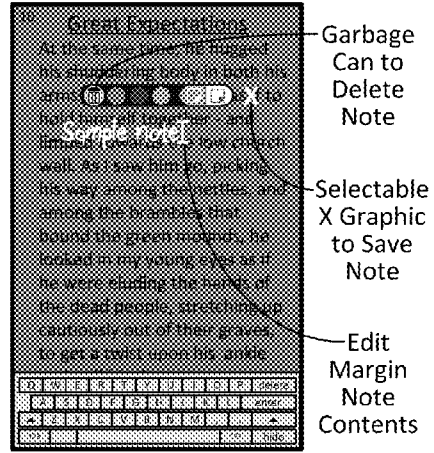 Great Expectations
At the same time, he hugged
his shuddering body in both his
arms to
hold himself together and
Sample note
limped towards the low church
wall. As I saw him go, picking
his way among the nettles, and
among the brambles that
bound the green mounds, he
looked in my young eyes as if
he were eluding the hands of
the dead people, stretching up
cautiously out of their graves,
to get a twist upon his ankle
Q W E R T Y U I O P delete
A S D F G H J K L enter
Z X C V B N M
hide
Garbage
Can to
Delete
Note
X
Selectable
X Graphic
to Save
Note
Edit
Margin
Note
Contents